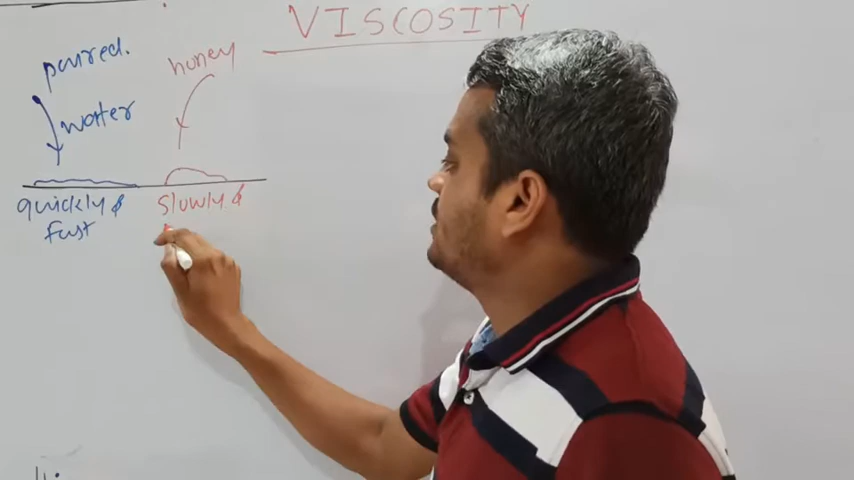 VISCOSITY
poured.
honey
water
quickly &
fast
slowly &